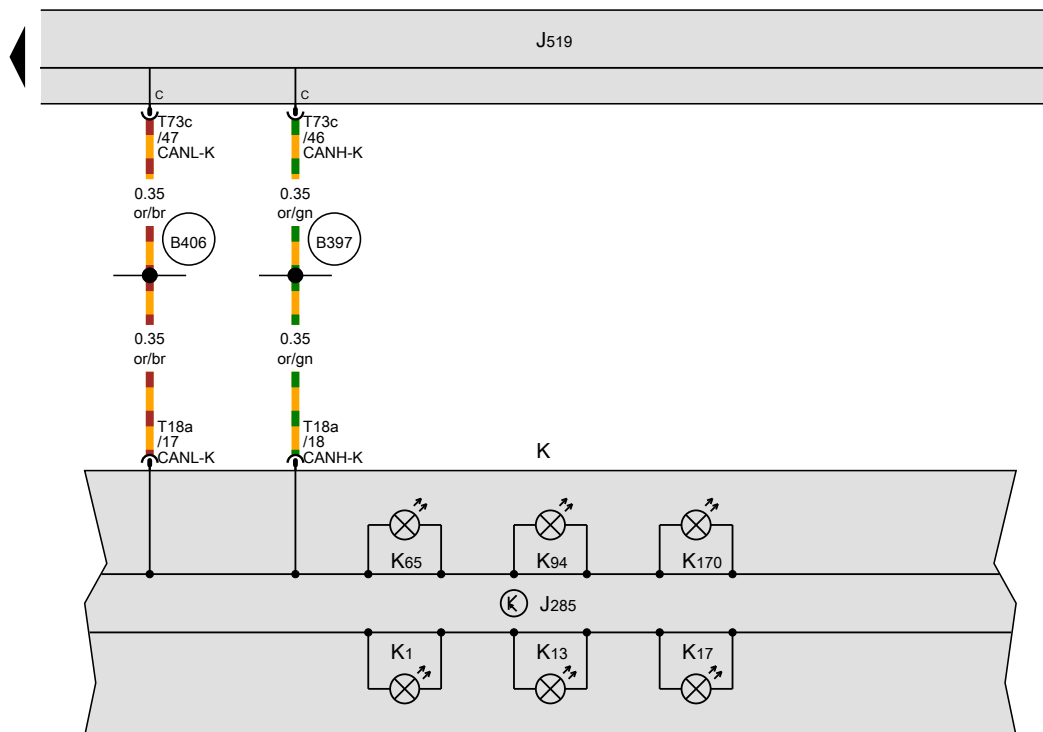 J519
C
C
T73c
/47
CANL-K
T73c
/46
CANH-K
0.35
or/br
0.35
or/gn
B406
B397
0.35
or/br
0.35
or/gn
T18a
/17
CANL-K
T18a
/18
CANH-K
K
K65
K94
K170
J285
K1
K13
K17